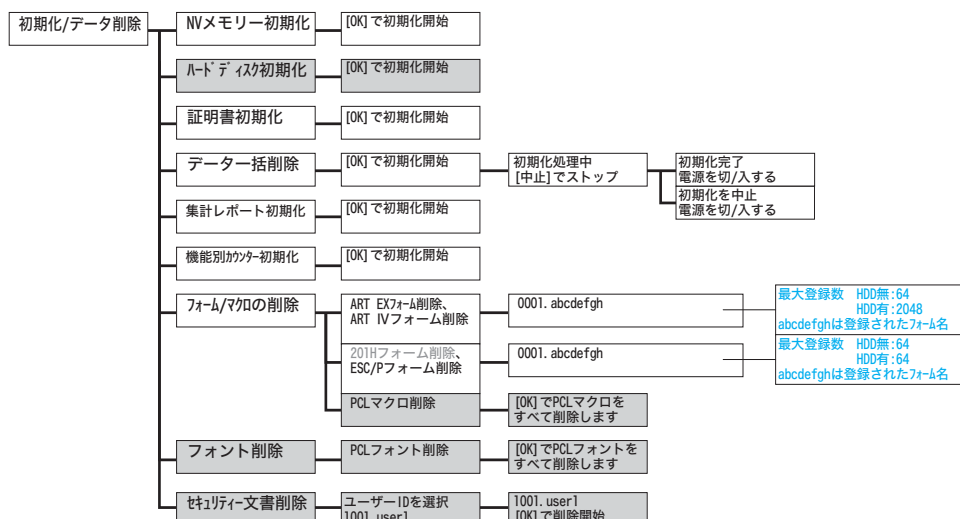 初期化/データ削除
NVメモリー初期化
[OK]で初期化開始
ﾊｰﾄﾞﾃﾞｨｽｸ初期化
[OK]で初期化開始
証明書初期化
[OK]で初期化開始
データ一括削除
[OK]で初期化開始
初期化処理中
[中止]でストップ
初期化完了
電源を切/入する
初期化を中止
電源を切/入する
集計レポート初期化
[OK]で初期化開始
機能別ｶｳﾝﾀｰ初期化
[OK]で初期化開始
ﾌｫｰﾑ/ﾏｸﾛの削除
ART EXﾌｫｰﾑ削除、
ART IVフォーム削除
0001.abcdefgh
最大登録数 HDD無:64
HDD有:2048
abcdefghは登録されたﾌｫｰﾑ名
201Hフォーム削除、
ESC/Pフォーム削除
0001.abcdefgh
最大登録数 HDD無:64
HDD有:64
abcdefghは登録されたﾌｫｰﾑ名
PCLマクロ削除
[OK]でPCLマクロを
すべて削除します
フォント削除
PCLフォント削除
[OK]でPCLフォントを
すべて削除します
ｾｷｭﾘﾃｨｰ文書削除
ユーザーIDを選択
1001.user1
1001.user1
[OK]で削除開始